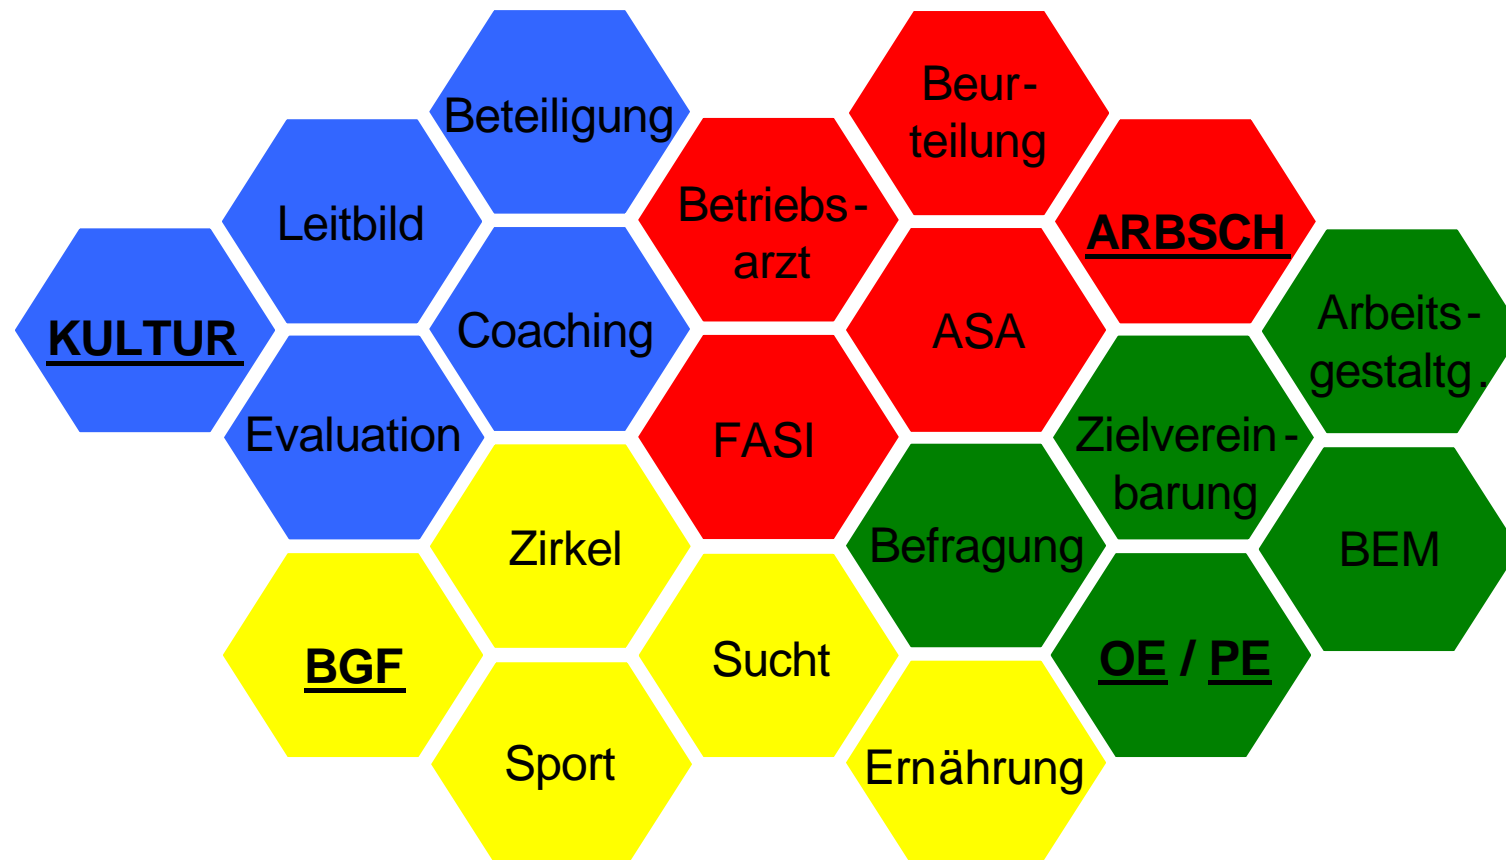 Beteiligung
Leitbild
KULTUR
Coaching
Evaluation
Beur-
teilung
Betriebs-
arzt
ARBSCH
ASA
FASI
Arbeits-
gestaltg.
Zielverein-
barung
Befragung
BEM
OE / PE
Zirkel
BGF
Sucht
Sport
Ernährung